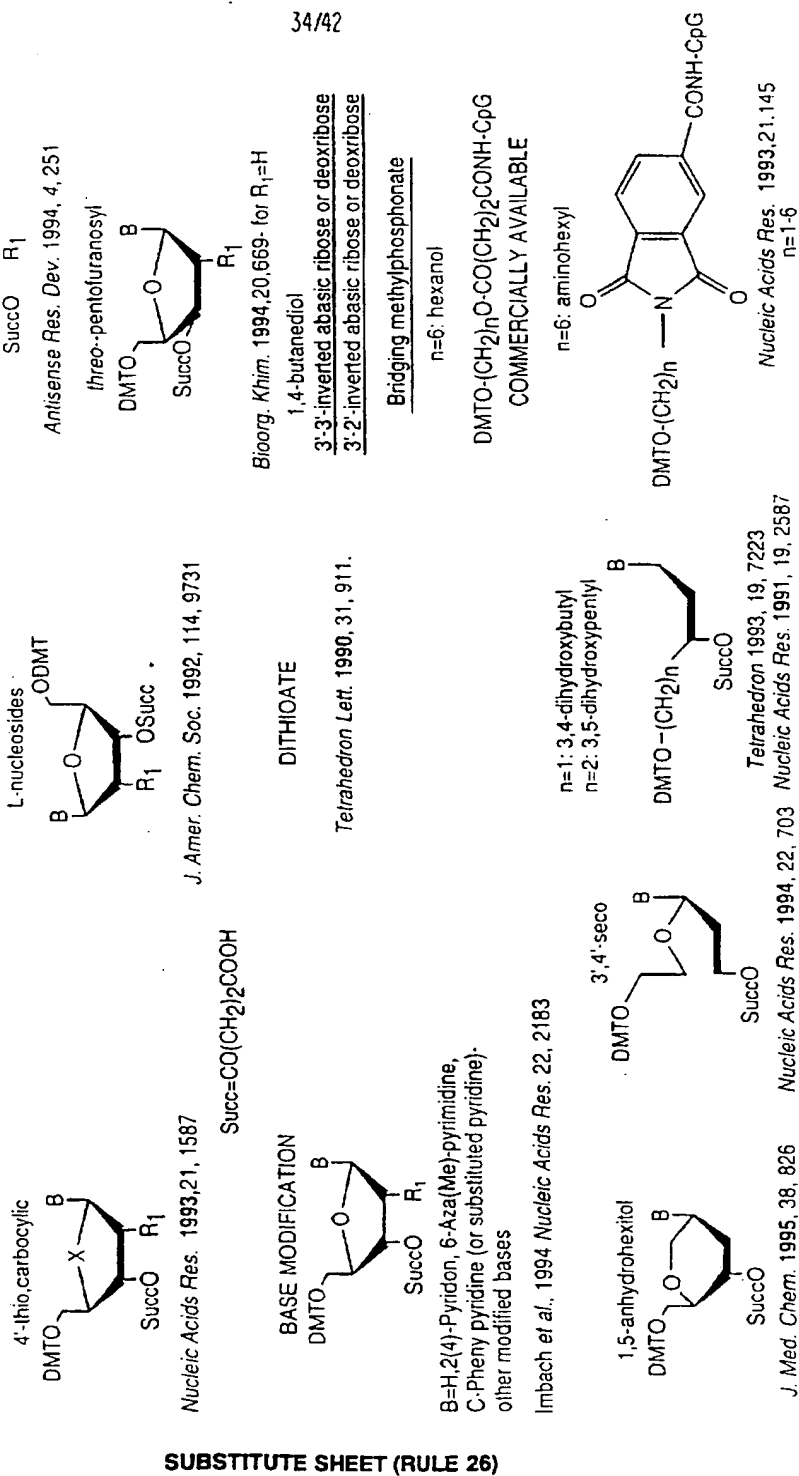 34/42
4'-thio,carbocylic
DMTO
X
B
SuccO
R1
Nucleic Acids Res. 1993,21, 1587
Succ=CO(CH2)2COOH
L-nucleosides
B
O
ODMT
R1
OSucc
J. Amer. Chem. Soc. 1992, 114, 9731
SuccO R1
Antisense Res. Dev. 1994, 4, 251
threo-pentofuranosyl
DMTO
O
B
SuccO
R1
Bioorg. Khim. 1994,20,669- for R1=H
BASE MODIFICATION
DMTO
O
B
SuccO
R1
B=H,2(4)-Pyridon, 6-Aza(Me)-pyrimidine,
C-Pheny pyridine (or substituted pyridine)-
other modified bases
Imbach et al., 1994 Nucleic Acids Res. 22, 2183
DITHIOATE
Tetrahedron Lett. 1990, 31, 911.
1,4-butanediol
3'-3'-inverted abasic ribose or deoxribose
3'-2'-inverted abasic ribose or deoxribose
Bridging methylphosphonate
n=6: hexanol
DMTO-(CH2)nO-CO(CH2)2CONH-CpG
COMMERCIALLY AVAILABLE
1,5-anhydrohexitol
DMTO
O
B
SuccO
J. Med. Chem. 1995, 38, 826
3',4'-seco
DMTO
O
B
SuccO
Nucleic Acids Res. 1994, 22, 703
n=1: 3,4-dihydroxybutyl
n=2: 3,5-dihydroxypentyl
B
DMTO-(CH2)n
SuccO
Tetrahedron 1993, 19, 7223
Nucleic Acids Res. 1991, 19, 2587
n=6: aminohexyl
O
DMTO-(CH2)n
N
O
CONH-CpG
Nucleic Acids Res. 1993,21.145
n=1-6
SUBSTITUTE SHEET (RULE 26)